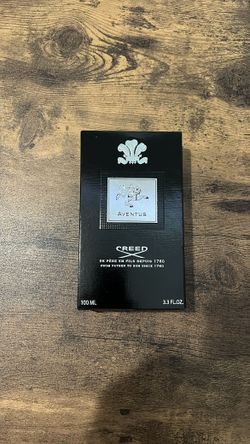 AVENTUS
CREED
DE PÈRE EN FILS DEPUIS 1760
FROM FATHER TO SON SINCE 1760
100 ML 3.3 FL.OZ.